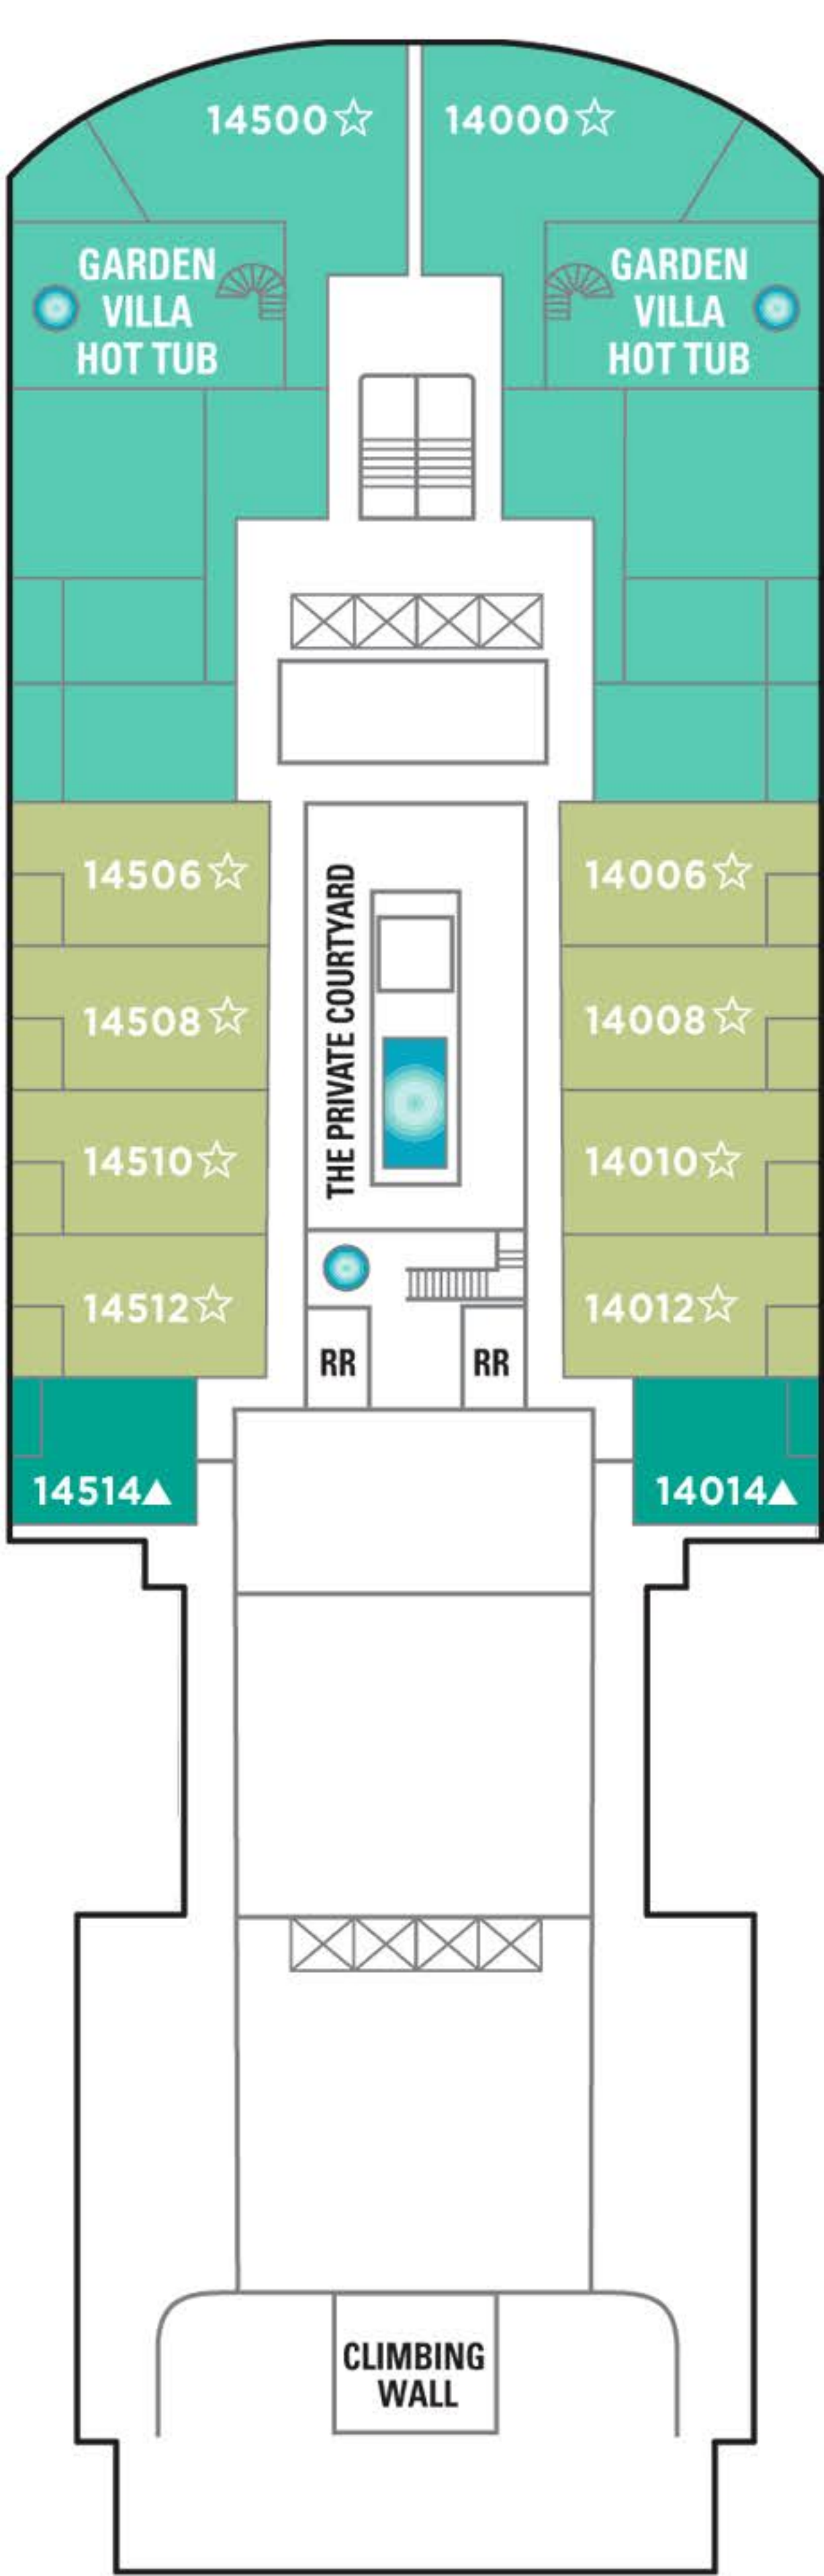 14500☆ 14000☆
GARDEN
VILLA
HOT TUB
GARDEN
VILLA
HOT TUB
14506☆ 14006☆
THE PRIVATE COURTYARD
14508☆ 14008☆
14510☆ 14010☆
14512☆ 14012☆
RR RR
14514▲ 14014▲
CLIMBING
WALL